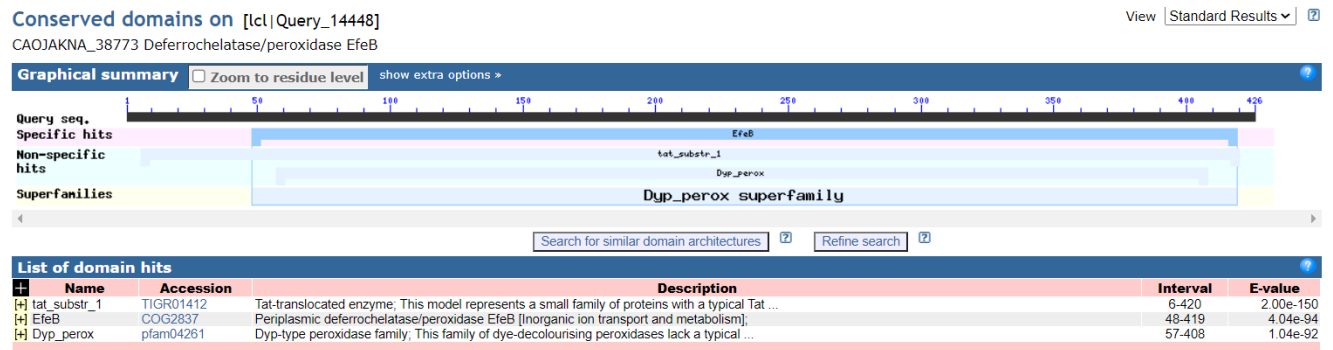 Conserved domains on [lcl|Query_14448]
View Standard Results ?
CAOJAKNA_38773 Deferrochelatase/peroxidase EfeB
Graphical summary Zoom to residue level show extra options » ?
1 50 100 150 200 250 300 350 400 426
Query seq.
Specific hits EfeB
Non-specific
hits
tat_substr_1
Dyp_perox
Superfamilies Dyp_perox superfamily
Search for similar domain architectures ? Refine search ?
List of domain hits ?
+ Name Accession Description Interval E-value
[+] tat_substr_1 TIGR01412 Tat-translocated enzyme; This model represents a small family of proteins with a typical Tat ... 6-420 2.00e-150
[+] EfeB COG2837 Periplasmic deferrochelatase/peroxidase EfeB [Inorganic ion transport and metabolism]; 48-419 4.04e-94
[+] Dyp_perox pfam04261 Dyp-type peroxidase family; This family of dye-decolourising peroxidases lack a typical ... 57-408 1.04e-92